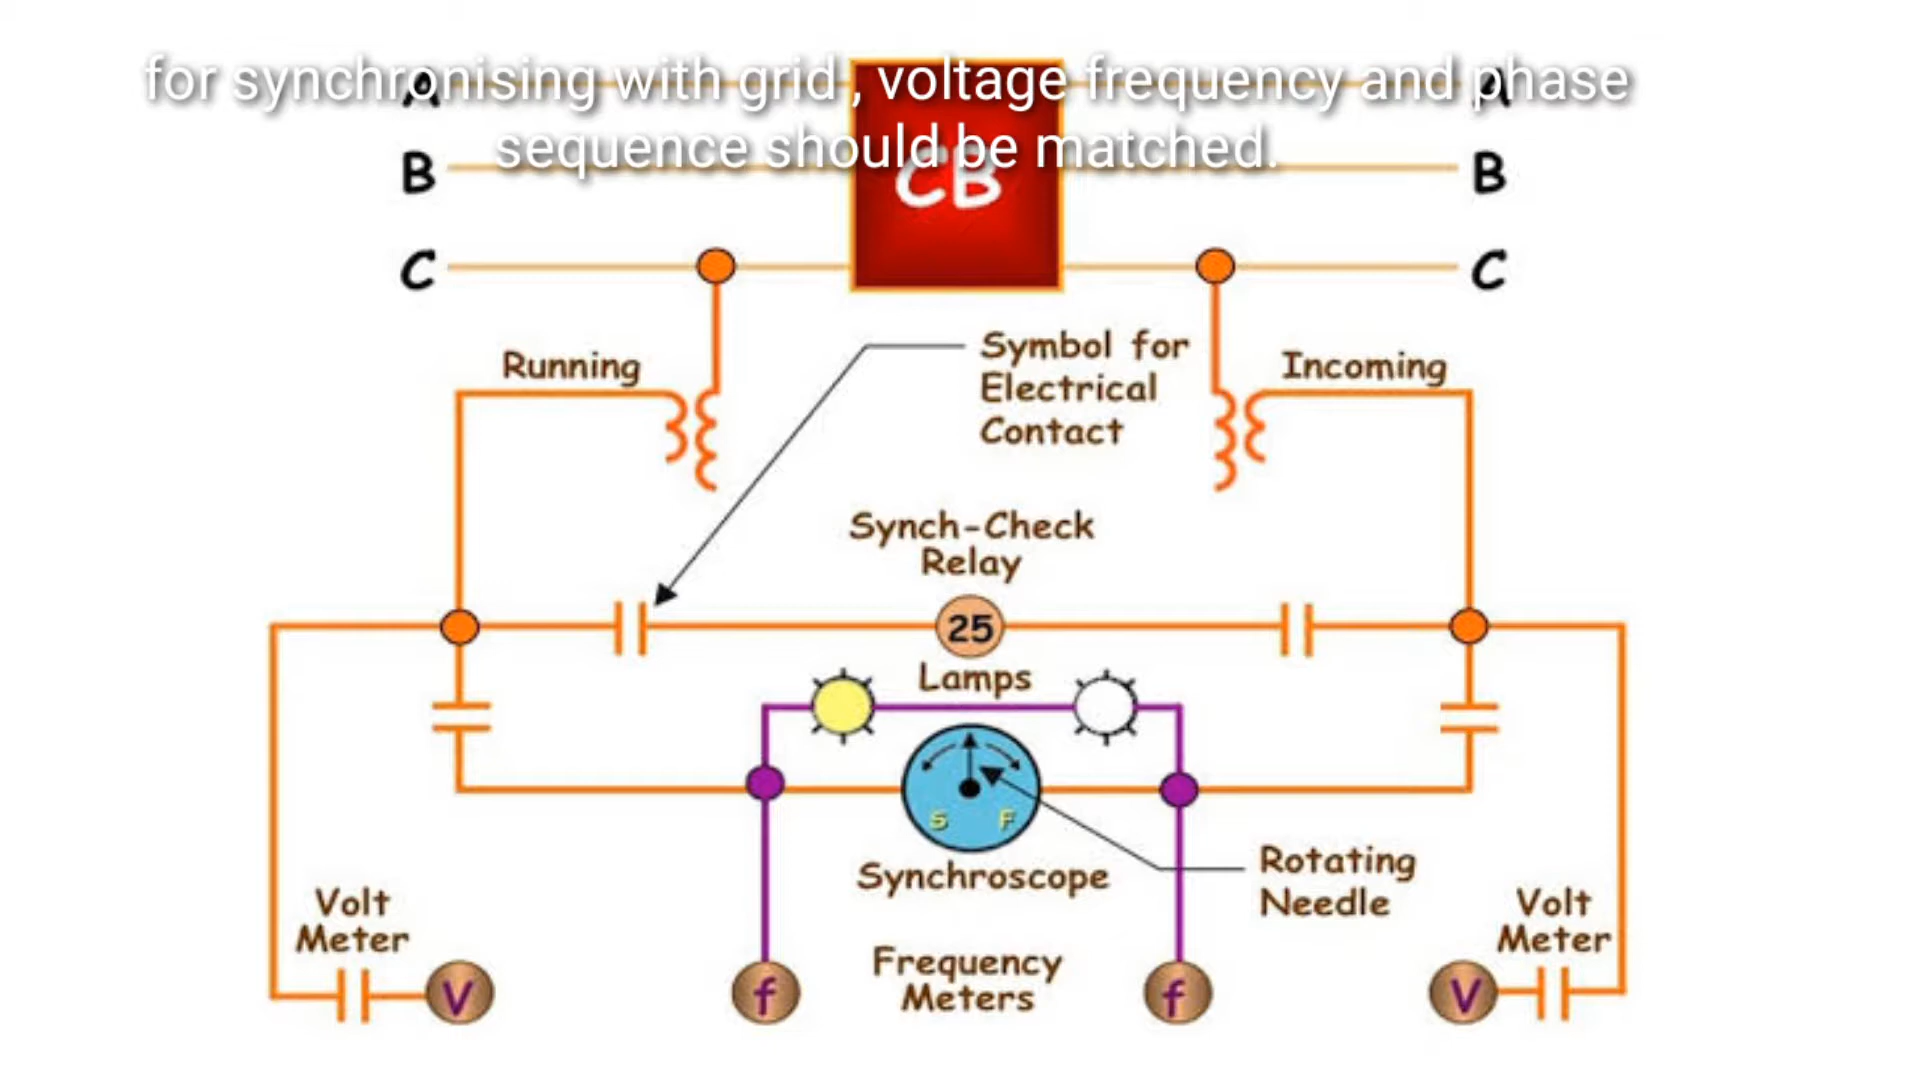 for synchronising with grid , voltage frequency and phase
sequence should be matched.
A
A
B
CB
B
C
C
Running
Symbol for
Electrical
Contact
Incoming
Synch-Check
Relay
25
Lamps
S F
Synchroscope
Rotating
Needle
Volt
Meter
V
f
Frequency
Meters
f
Volt
Meter
V